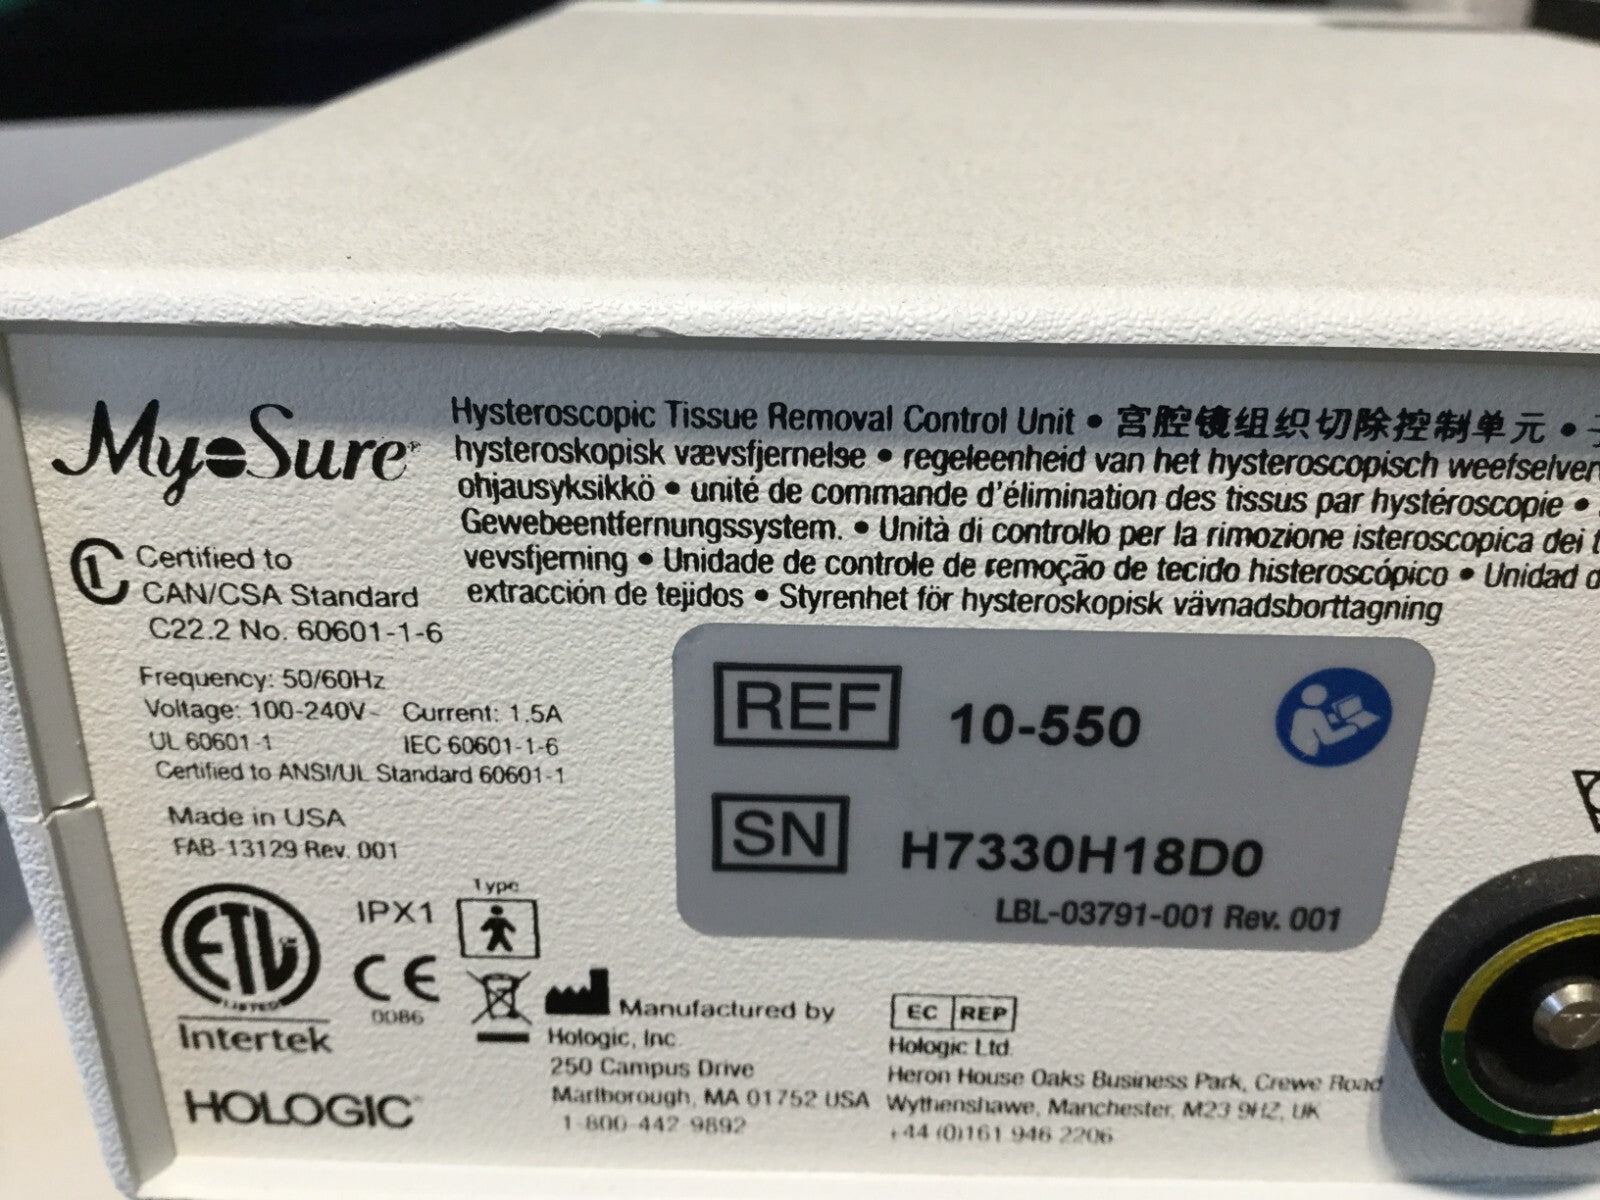 MyoSure
Hysteroscopic Tissue Removal Control Unit • 宫腔镜组织切除控制单元 •
hysteroskopisk vævsfjernelse • regeleenheid van het hysteroscopisch weefselver
ohjausyksikkö • unité de commande d'élimination des tissus par hystéroscopie •
Gewebeentfernungssystem. • Unità di controllo per la rimozione isteroscopica dei t
vevsfjerning • Unidade de controle de remoção de tecido histeroscópico • Unidad d
extracción de tejidos • Styrenhet för hysteroskopisk vävnadsborttagning
Certified to
CAN/CSA Standard
C22.2 No. 60601-1-6
Frequency: 50/60Hz
Voltage: 100-240V~ Current: 1.5A
UL 60601-1 IEC 60601-1-6
Certified to ANSI/UL Standard 60601-1
Made in USA
FAB-13129 Rev. 001
REF 10-550
SN H7330H18D0
LBL-03791-001 Rev. 001
ETL
LISTED
Intertek
IPX1
Type
CE
0086
HOLOGIC
Manufactured by
Hologic, Inc.
250 Campus Drive
Marlborough, MA 01752 USA
1-800-442-9892
EC REP
Hologic Ltd.
Heron House Oaks Business Park, Crewe Road
Wythenshawe, Manchester, M23 9HZ, UK
+44 (0)161 946 2206